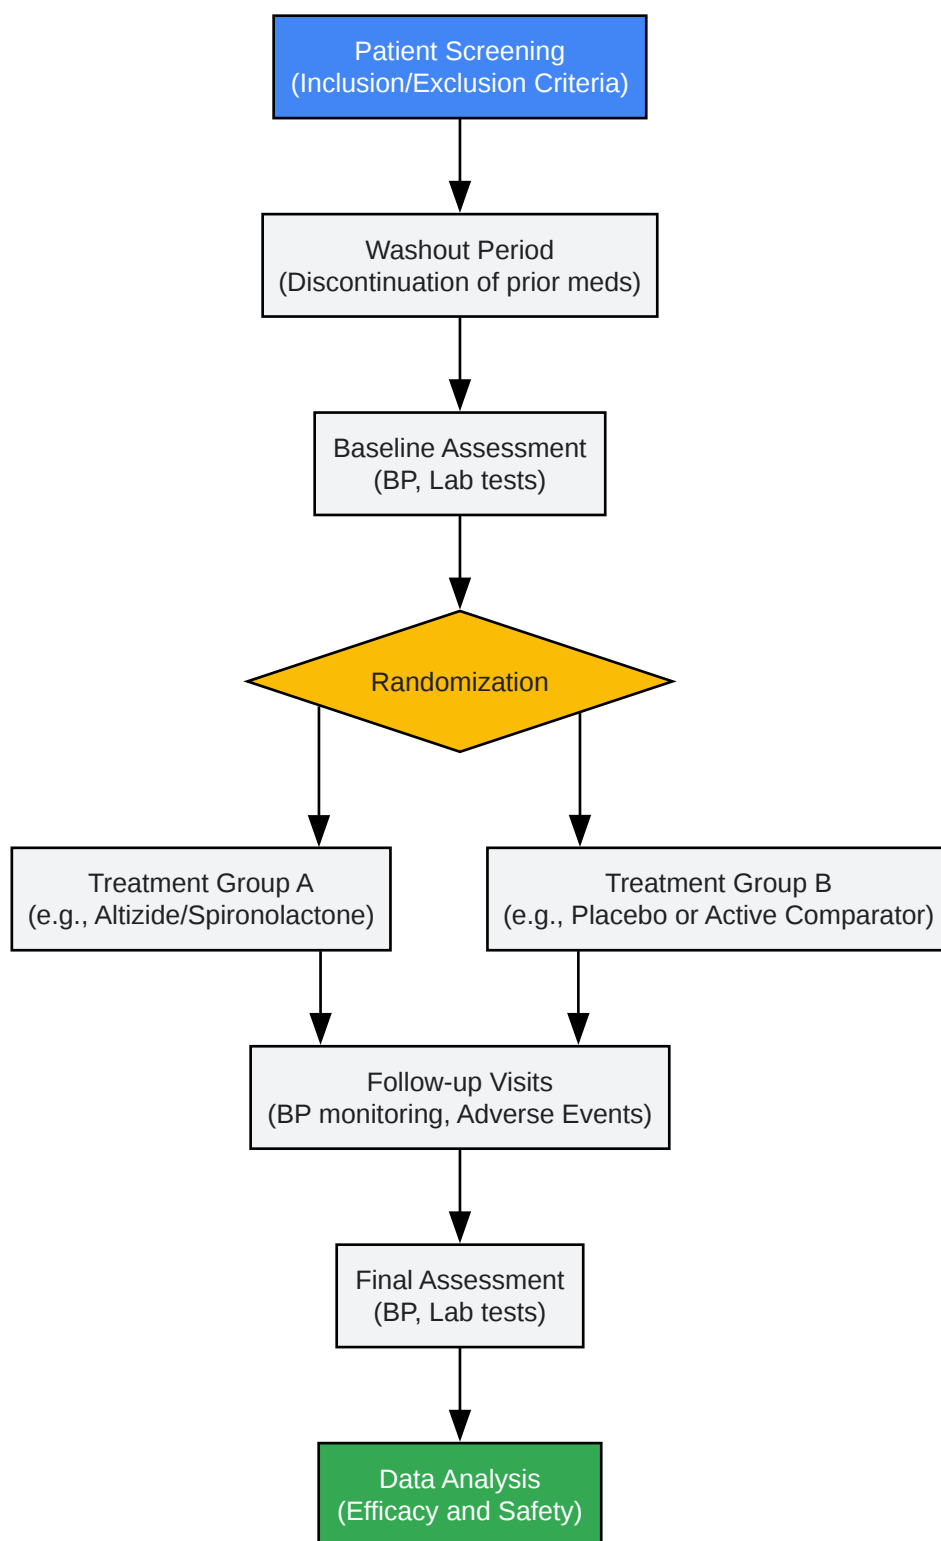 Patient Screening
(Inclusion/Exclusion Criteria)
Washout Period
(Discontinuation of prior meds)
Baseline Assessment
(BP, Lab tests)
Randomization
Treatment Group A
(e.g., Altizide/Spironolactone)
Treatment Group B
(e.g., Placebo or Active Comparator)
Follow-up Visits
(BP monitoring, Adverse Events)
Final Assessment
(BP, Lab tests)
Data Analysis
(Efficacy and Safety)